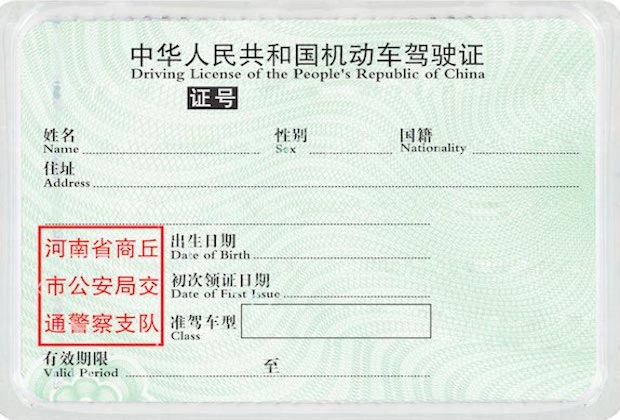 中华人民共和国机动车驾驶证
Driving License of the People's Republic of China
证号
姓名 性别 国籍
Name Sex Nationality
住址
Address
河南省商丘
市公安局交
通警察支队
出生日期
Date of Birth
初次领证日期
Date of First Issue
准驾车型
Class
有效期限 至
Valid Period